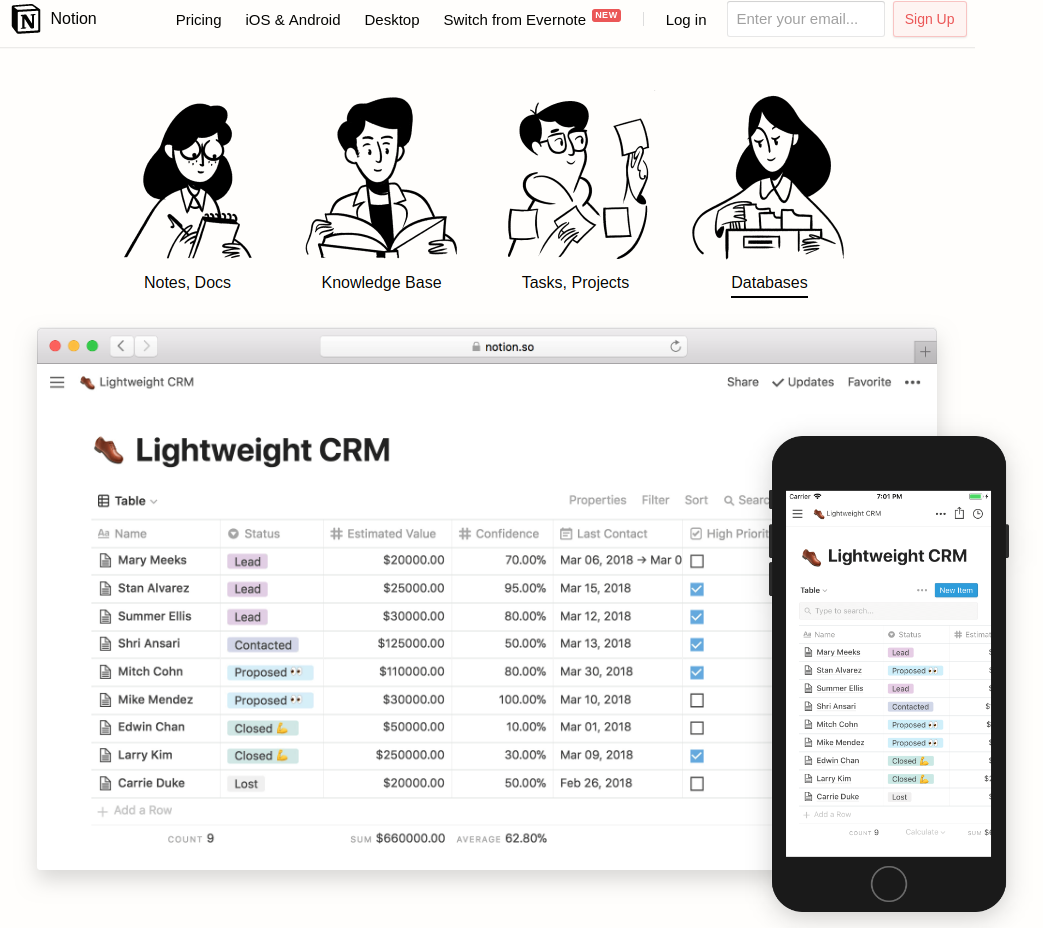 Notion Pricing iOS & Android Desktop Switch from Evernote NEW Log in Enter your email... Sign Up
Notes, Docs Knowledge Base Tasks, Projects Databases
notion.so
Lightweight CRM Share Updates Favorite
Lightweight CRM
Table Properties Filter Sort Searc
Aa Name Status Estimated Value Confidence Last Contact High Priorit
Mary Meeks Lead $20000.00 70.00% Mar 06, 2018 → Mar 0
Stan Alvarez Lead $25000.00 95.00% Mar 15, 2018
Summer Ellis Lead $30000.00 80.00% Mar 12, 2018
Shri Ansari Contacted $125000.00 50.00% Mar 13, 2018
Mitch Cohn Proposed 👀 $110000.00 80.00% Mar 30, 2018
Mike Mendez Proposed 👀 $30000.00 100.00% Mar 10, 2018
Edwin Chan Closed 💪 $50000.00 10.00% Mar 01, 2018
Larry Kim Closed 💪 $250000.00 30.00% Mar 09, 2018
Carrie Duke Lost $20000.00 50.00% Feb 26, 2018
+ Add a Row
COUNT 9 SUM $660000.00 AVERAGE 62.80%
Carrier 7:01 PM
Lightweight CRM
Lightweight CRM
Table New Item
Type to search...
Aa Name Status # Estimat
Mary Meeks Lead $
Stan Alvarez Proposed 👀 $
Summer Ellis Lead $
Shri Ansari Contacted $
Mitch Cohn Proposed 👀 $
Mike Mendez Proposed 👀 $
Edwin Chan Closed 💪 $
Larry Kim Closed 💪 $2
Carrie Duke Lost $
+ Add a Row
COUNT 9 Calculate SUM $6